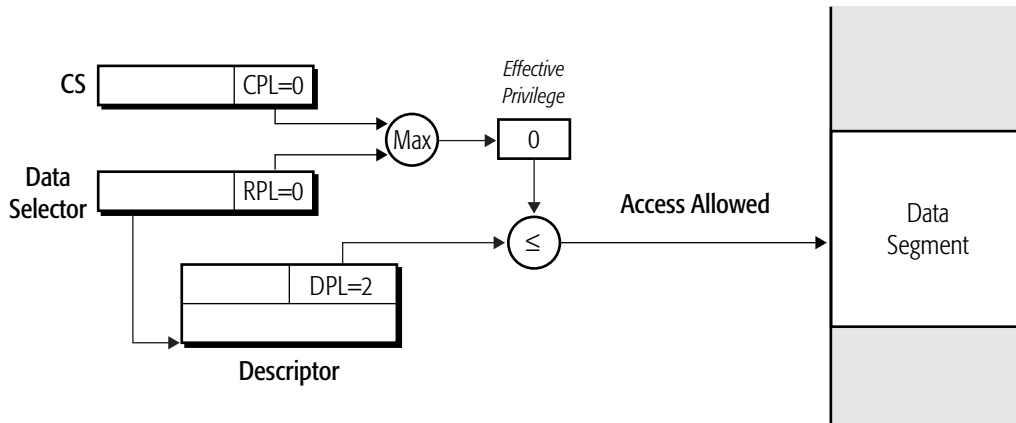 CS
CPL=0
Effective
Privilege
Max
0
Data
Selector
RPL=0
Access Allowed
Data
Segment
≤
DPL=2
Descriptor